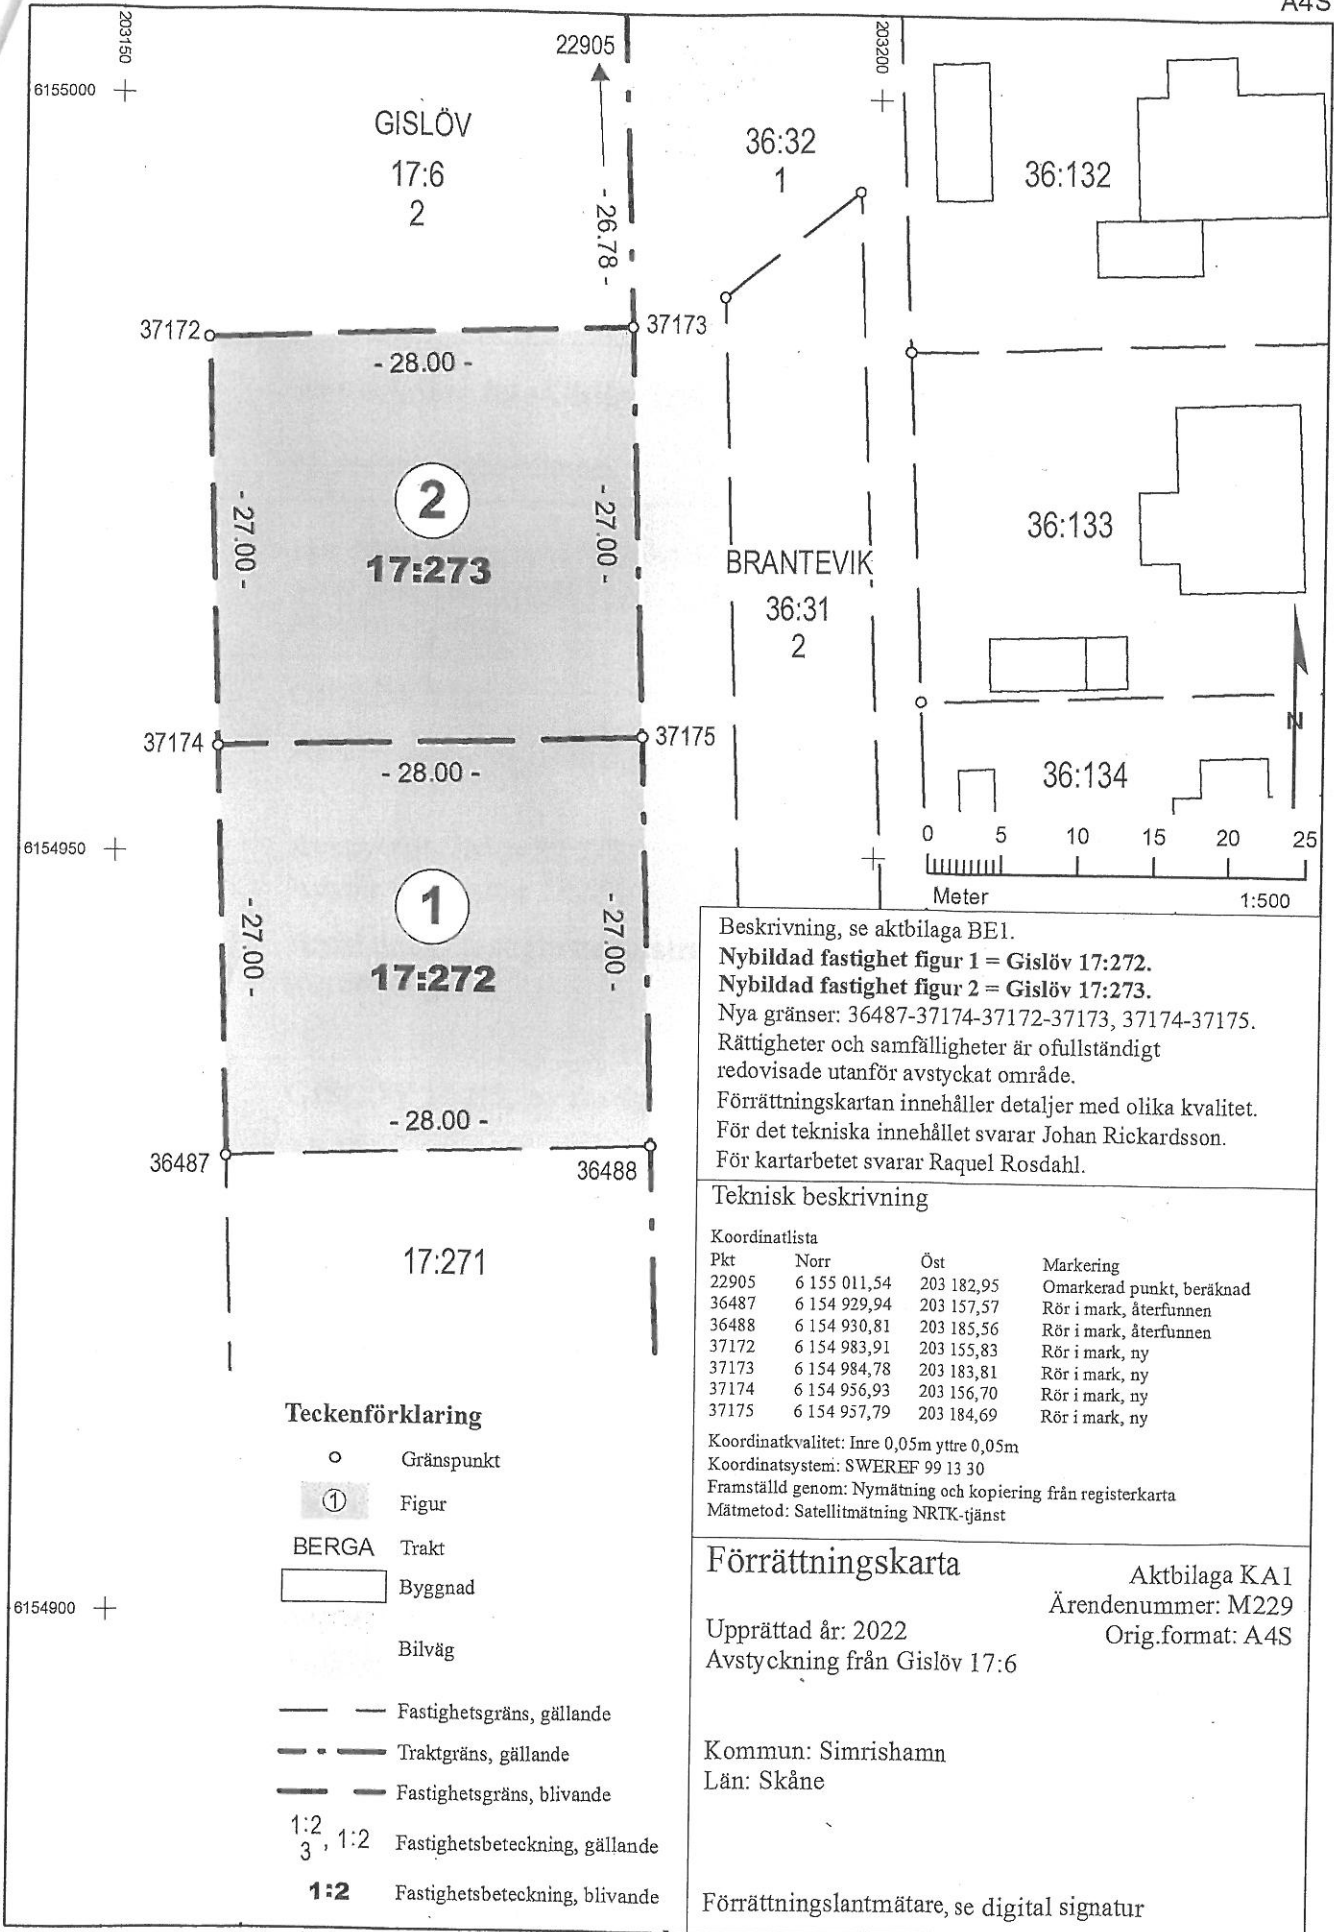 A4S
203150
203200
22905
6155000
GISLÖV
17:6
2
- 26.78 -
36:32
1
36:132
37172
37173
- 28.00 -
- 27.00 -
2
17:273
- 27.00 -
36:133
BRANTEVIK
36:31
2
N
37174
37175
- 28.00 -
36:134
6154950
0 5 10 15 20 25
Meter 1:500
- 27.00 -
1
17:272
- 27.00 -
- 28.00 -
36487
36488
17:271
Beskrivning, se aktbilaga BE1.
Nybildad fastighet figur 1 = Gislöv 17:272.
Nybildad fastighet figur 2 = Gislöv 17:273.
Nya gränser: 36487-37174-37172-37173, 37174-37175.
Rättigheter och samfälligheter är ofullständigt
redovisade utanför avstyckat område.
Förrättningskartan innehåller detaljer med olika kvalitet.
För det tekniska innehållet svarar Johan Rickardsson.
För kartarbetet svarar Raquel Rosdahl.
Teknisk beskrivning
Koordinatlista
Pkt Norr Öst Markering
22905 6 155 011,54 203 182,95 Omarkerad punkt, beräknad
36487 6 154 929,94 203 157,57 Rör i mark, återfunnen
36488 6 154 930,81 203 185,56 Rör i mark, återfunnen
37172 6 154 983,91 203 155,83 Rör i mark, ny
37173 6 154 984,78 203 183,81 Rör i mark, ny
37174 6 154 956,93 203 156,70 Rör i mark, ny
37175 6 154 957,79 203 184,69 Rör i mark, ny
Koordinatkvalitet: Inre 0,05m yttre 0,05m
Koordinatsystem: SWEREF 99 13 30
Framställd genom: Nymätning och kopiering från registerkarta
Mätmetod: Satellitmätning NRTK-tjänst
Teckenförklaring
Gränspunkt
1 Figur
BERGA Trakt
Byggnad
Bilväg
Fastighetsgräns, gällande
Traktgräns, gällande
Fastighetsgräns, blivande
1:2
3 , 1:2 Fastighetsbeteckning, gällande
1:2 Fastighetsbeteckning, blivande
6154900
Förrättningskarta
Aktbilaga KA1
Ärendenummer: M229
Orig.format: A4S
Upprättad år: 2022
Avstyckning från Gislöv 17:6
Kommun: Simrishamn
Län: Skåne
Förrättningslantmätare, se digital signatur